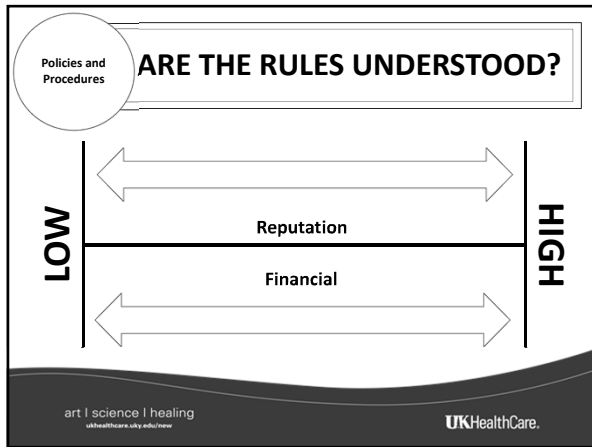 Policies and
Procedures
ARE THE RULES UNDERSTOOD?
LOW
HIGH
Reputation
Financial
art | science | healing
ukhealthcare.uky.edu/new
UKHealthCare.